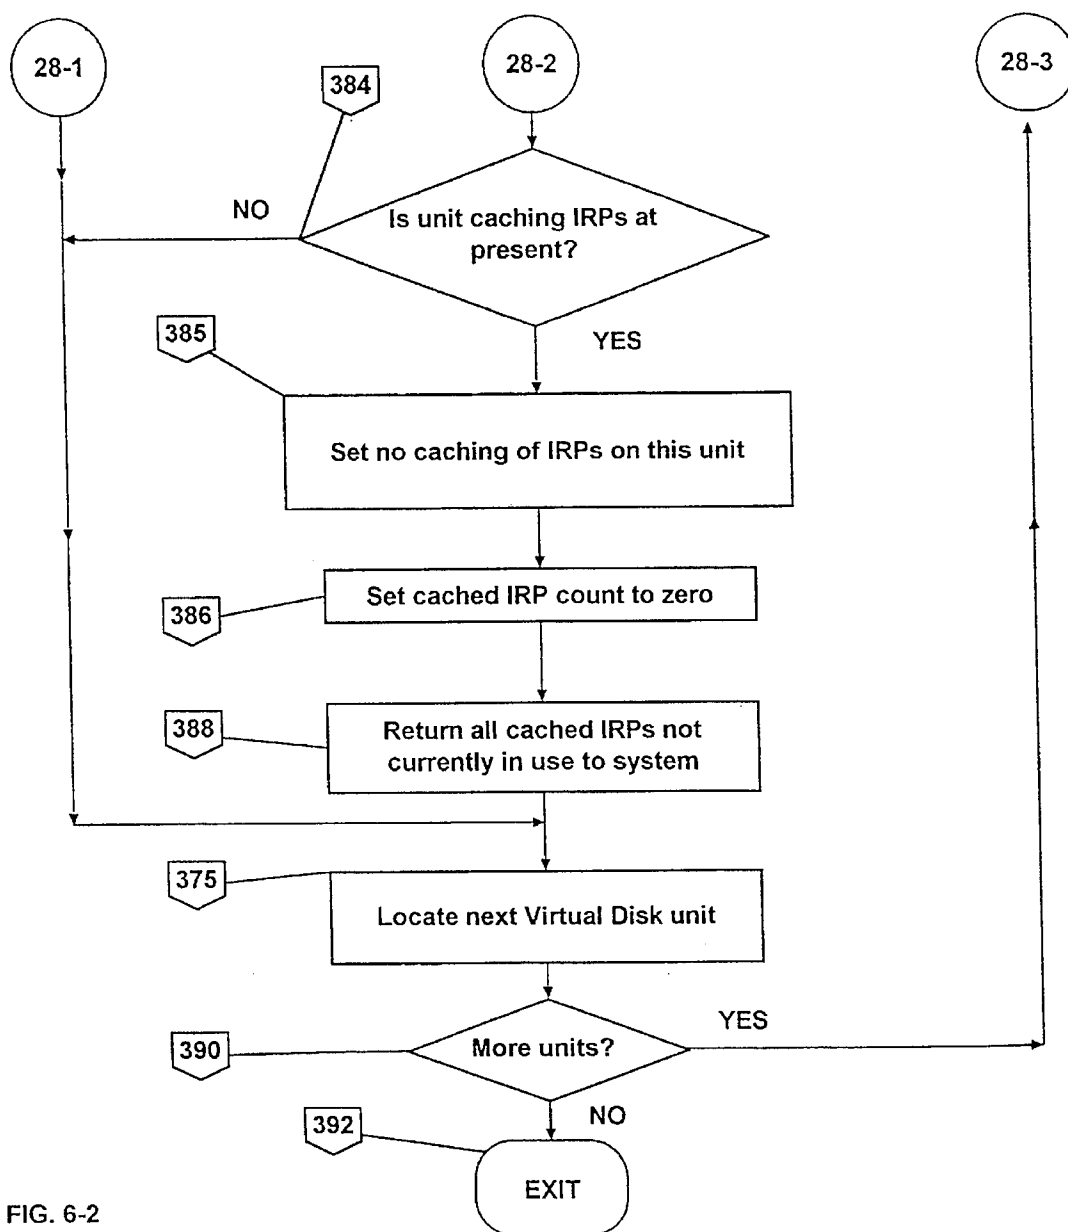 28-1
28-2
28-3
384
NO
Is unit caching IRPs at
present?
YES
385
Set no caching of IRPs on this unit
386
Set cached IRP count to zero
388
Return all cached IRPs not
currently in use to system
375
Locate next Virtual Disk unit
390
More units?
YES
NO
392
EXIT
FIG. 6-2